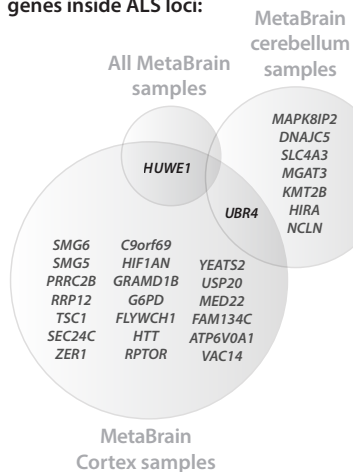 genes inside ALS loci:
MetaBrain
cerebellum
samples
All MetaBrain
samples
MAPK8IP2
DNAJC5
SLC4A3
MGAT3
KMT2B
HIRA
NCLN
HUWE1
UBR4
SMG6
SMG5
PRRC2B
RRP12
TSC1
SEC24C
ZER1
C9orf69
HIF1AN
GRAMD1B
G6PD
FLYWCH1
HTT
RPTOR
YEATS2
USP20
MED22
FAM134C
ATP6V0A1
VAC14
MetaBrain
Cortex samples